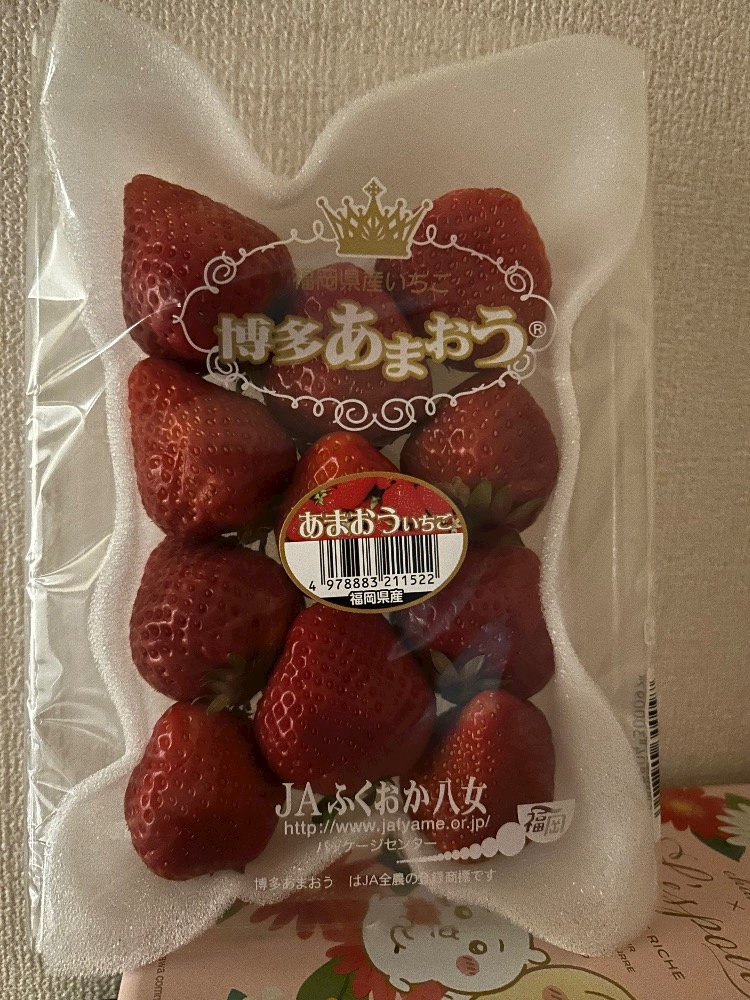 福岡県産いちご
博多あまおう®
あまおういちご
4 978883 211522
福岡県産
JAふくおか八女
http://www.jafyame.or.jp/
パッケージセンター
福岡
博多あまおう はJA全農の登録商標です
RICHE